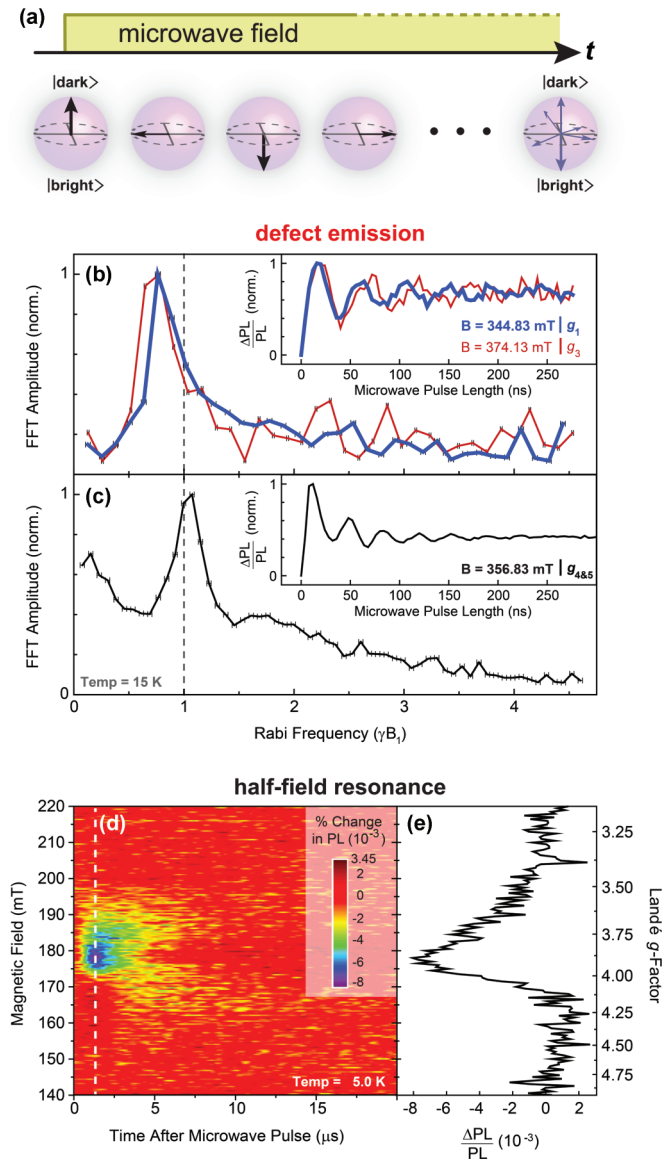 (a)
microwave field
t
|dark>
|dark>
|bright>
|bright>
defect emission
(b)
FFT Amplitude (norm.)
1
ΔPL/PL (norm.)
1
0
0 50 100 150 200 250
Microwave Pulse Length (ns)
B = 344.83 mT | g1
B = 374.13 mT | g3
(c)
FFT Amplitude (norm.)
1
0
ΔPL/PL (norm.)
1
0
0 50 100 150 200 250
Microwave Pulse Length (ns)
B = 356.83 mT | g4&5
Temp = 15 K
0 1 2 3 4
Rabi Frequency (γB1)
half-field resonance
(d)
Magnetic Field (mT)
220
210
200
190
180
170
160
150
140
% Change
in PL (10-3)
3.45
2
0
-2
-4
-6
-8
Temp = 5.0 K
0 5 10 15
Time After Microwave Pulse (μs)
(e)
3.25
3.50
3.75
4.00
4.25
4.50
4.75
Landé g-Factor
-8 -6 -4 -2 0 2
ΔPL/PL (10-3)